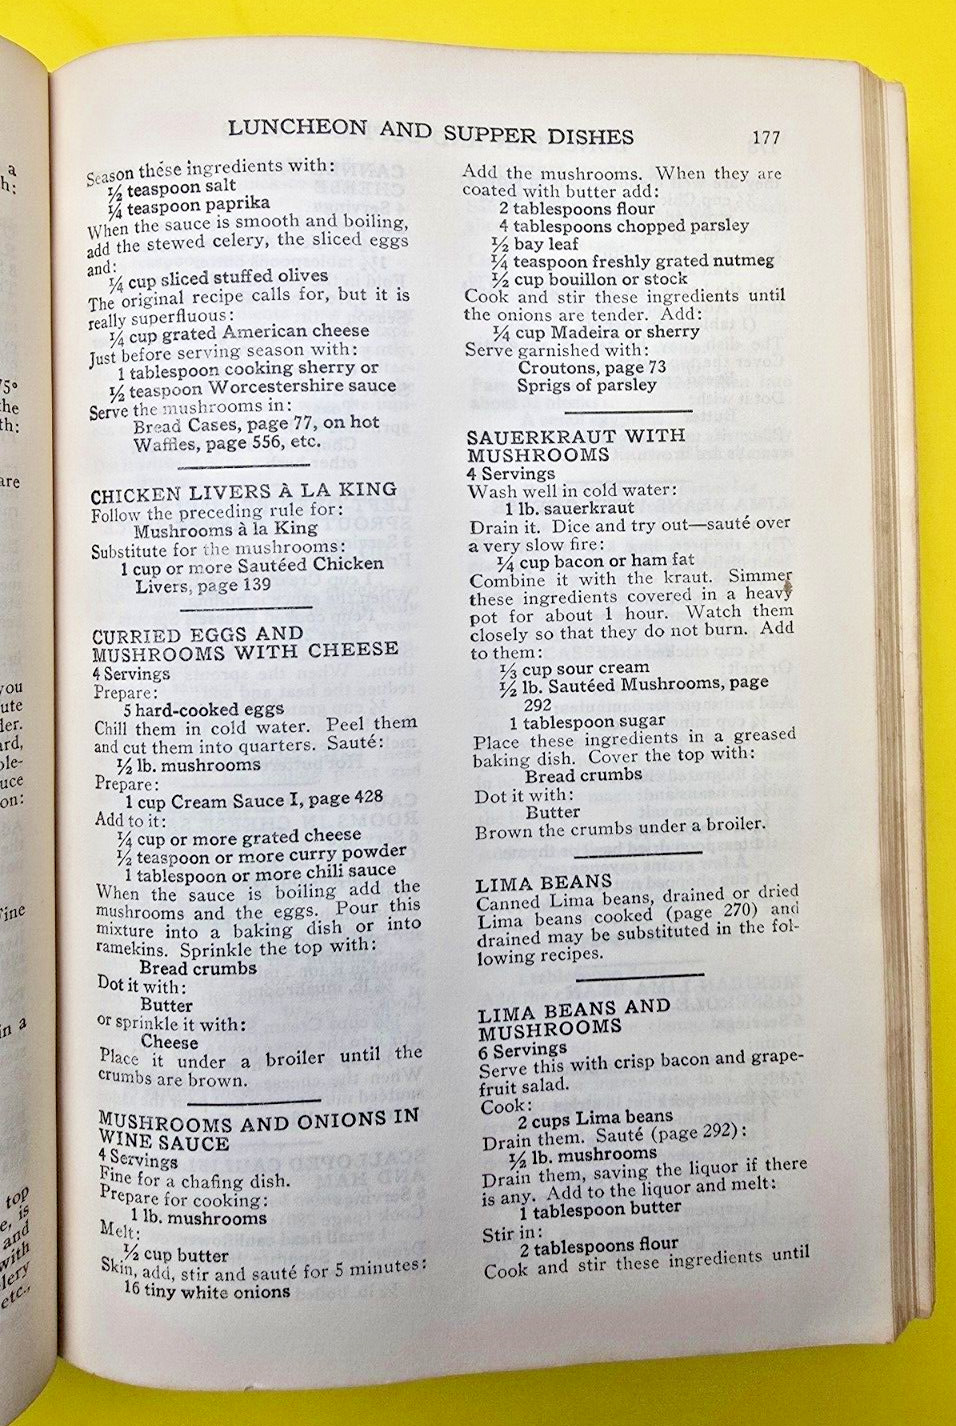 a
h:
75°
the
th:
are
you
ute
ler.
ard,
ple-
uce
on:
Fine
in a
top
e, is
and
with
lery
etc.,
LUNCHEON AND SUPPER DISHES 177
Season these ingredients with:
½ teaspoon salt
¼ teaspoon paprika
When the sauce is smooth and boiling,
add the stewed celery, the sliced eggs
and:
¼ cup sliced stuffed olives
The original recipe calls for, but it is
really superfluous:
¼ cup grated American cheese
Just before serving season with:
1 tablespoon cooking sherry or
½ teaspoon Worcestershire sauce
Serve the mushrooms in:
Bread Cases, page 77, on hot
Waffles, page 556, etc.
CHICKEN LIVERS À LA KING
Follow the preceding rule for:
Mushrooms à la King
Substitute for the mushrooms:
1 cup or more Sautéed Chicken
Livers, page 139
CURRIED EGGS AND
MUSHROOMS WITH CHEESE
4 Servings
Prepare:
5 hard-cooked eggs
Chill them in cold water. Peel them
and cut them into quarters. Sauté:
½ lb. mushrooms
Prepare:
1 cup Cream Sauce I, page 428
Add to it:
¼ cup or more grated cheese
½ teaspoon or more curry powder
1 tablespoon or more chili sauce
When the sauce is boiling add the
mushrooms and the eggs. Pour this
mixture into a baking dish or into
ramekins. Sprinkle the top with:
Bread crumbs
Dot it with:
Butter
or sprinkle it with:
Cheese
Place it under a broiler until the
crumbs are brown.
MUSHROOMS AND ONIONS IN
WINE SAUCE
4 Servings
Fine for a chafing dish.
Prepare for cooking:
1 lb. mushrooms
Melt:
½ cup butter
Skin, add, stir and sauté for 5 minutes:
16 tiny white onions
Add the mushrooms. When they are
coated with butter add:
2 tablespoons flour
4 tablespoons chopped parsley
½ bay leaf
¼ teaspoon freshly grated nutmeg
½ cup bouillon or stock
Cook and stir these ingredients until
the onions are tender. Add:
¼ cup Madeira or sherry
Serve garnished with:
Croutons, page 73
Sprigs of parsley
SAUERKRAUT WITH
MUSHROOMS
4 Servings
Wash well in cold water:
1 lb. sauerkraut
Drain it. Dice and try out—sauté over
a very slow fire:
¼ cup bacon or ham fat
Combine it with the kraut. Simmer
these ingredients covered in a heavy
pot for about 1 hour. Watch them
closely so that they do not burn. Add
to them:
⅓ cup sour cream
½ lb. Sautéed Mushrooms, page
292
1 tablespoon sugar
Place these ingredients in a greased
baking dish. Cover the top with:
Bread crumbs
Dot it with:
Butter
Brown the crumbs under a broiler.
LIMA BEANS
Canned Lima beans, drained or dried
Lima beans cooked (page 270) and
drained may be substituted in the fol-
lowing recipes.
LIMA BEANS AND
MUSHROOMS
6 Servings
Serve this with crisp bacon and grape-
fruit salad.
Cook:
2 cups Lima beans
Drain them. Sauté (page 292):
½ lb. mushrooms
Drain them, saving the liquor if there
is any. Add to the liquor and melt:
1 tablespoon butter
Stir in:
2 tablespoons flour
Cook and stir these ingredients until